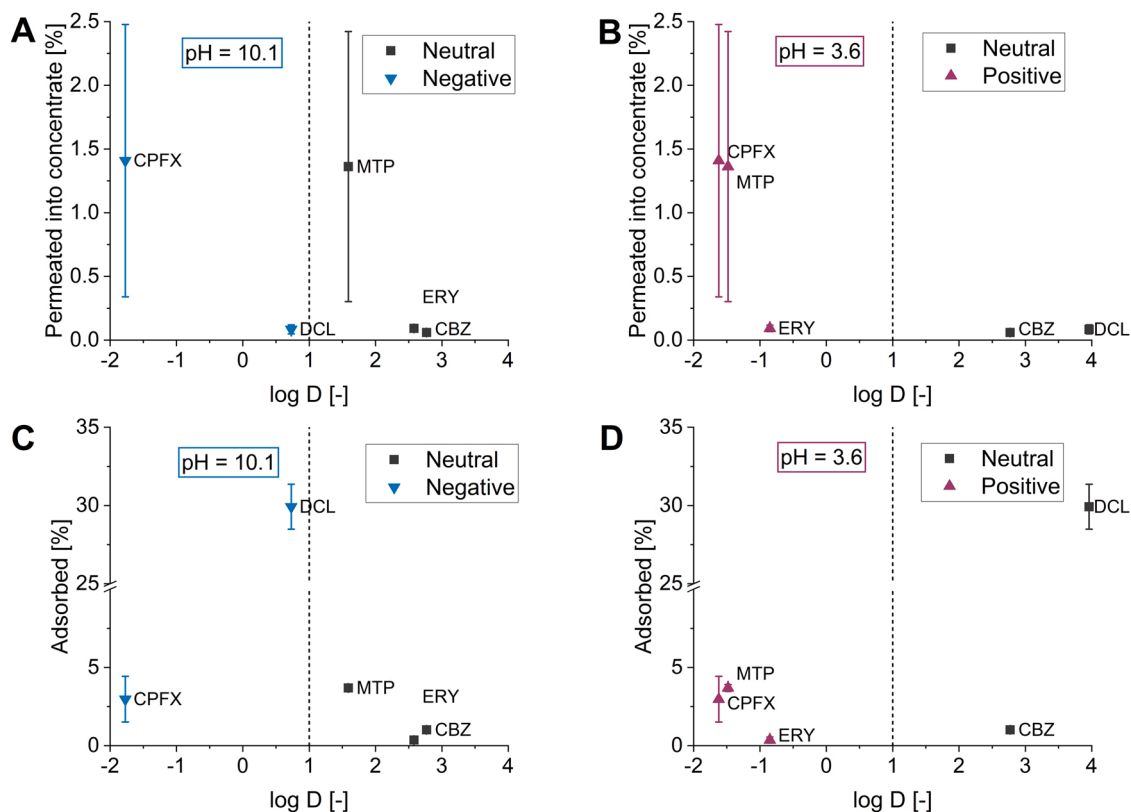 A
Permeated into concentrate [%]
2.5
2.0
1.5
1.0
0.5
0.0
pH = 10.1
Neutral
Negative
CPFX
MTP
ERY
DCL
CBZ
-2 -1 0 1 2 3 4
log D [-]
B
Permeated into concentrate [%]
2.5
2.0
1.5
1.0
0.5
0.0
pH = 3.6
Neutral
Positive
CPFX
MTP
ERY
CBZ
DCL
-2 -1 0 1 2 3 4
log D [-]
C
Adsorbed [%]
35
30
25
5
0
pH = 10.1
Neutral
Negative
DCL
CPFX
MTP
ERY
CBZ
-2 -1 0 1 2 3 4
log D [-]
D
Adsorbed [%]
35
30
25
5
0
pH = 3.6
Neutral
Positive
DCL
MTP
CPFX
ERY
CBZ
-2 -1 0 1 2 3 4
log D [-]